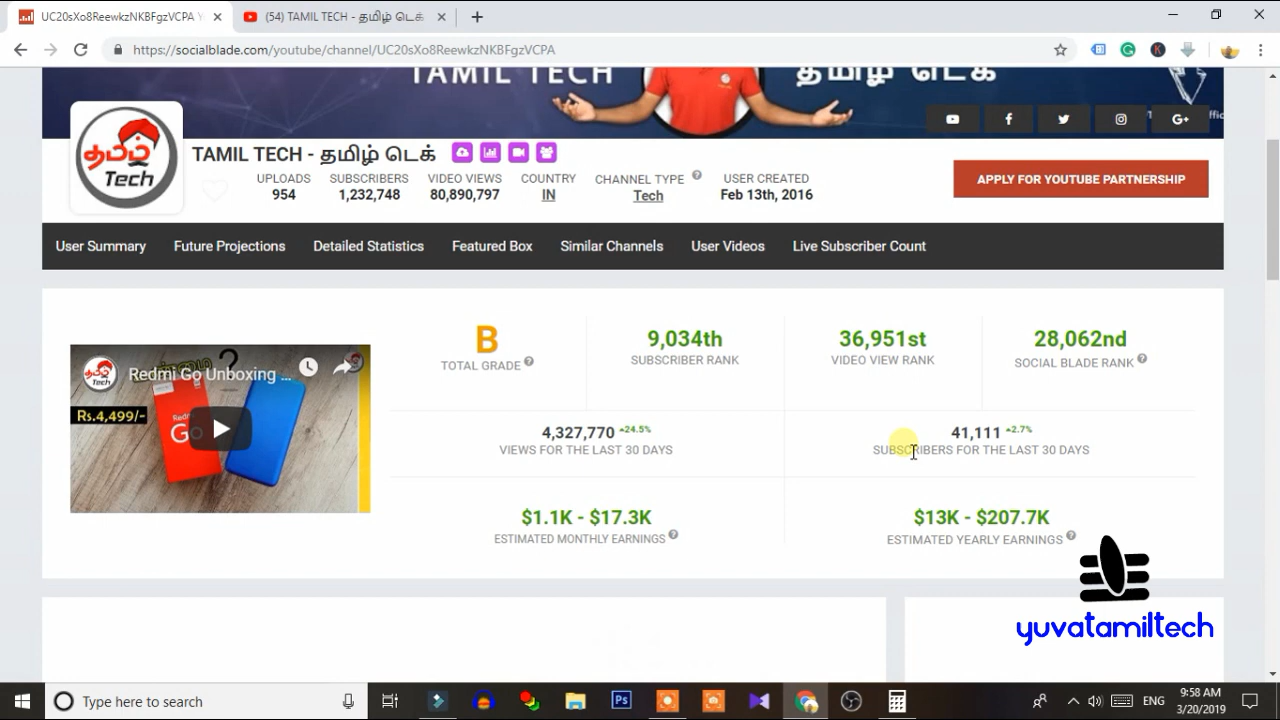 UC20sXo8ReewkzNKBFgzVCPA Y
(54) TAMIL TECH - தமிழ் டெக்
https://socialblade.com/youtube/channel/UC20sXo8ReewkzNKBFgzVCPA
TAMIL TECH
தமிழ் டெக்
தமிழ்
Tech
TAMIL TECH - தமிழ் டெக்
UPLOADS
954
SUBSCRIBERS
1,232,748
VIDEO VIEWS
80,890,797
COUNTRY
IN
CHANNEL TYPE
Tech
USER CREATED
Feb 13th, 2016
G+
APPLY FOR YOUTUBE PARTNERSHIP
User Summary Future Projections Detailed Statistics Featured Box Similar Channels User Videos Live Subscriber Count
Redmi Go Unboxing ...
Rs.4,499/-
Redmi
Go
B
TOTAL GRADE
9,034th
SUBSCRIBER RANK
36,951st
VIDEO VIEW RANK
28,062nd
SOCIAL BLADE RANK
4,327,770 24.5%
VIEWS FOR THE LAST 30 DAYS
41,111 2.7%
SUBSCRIBERS FOR THE LAST 30 DAYS
$1.1K - $17.3K
ESTIMATED MONTHLY EARNINGS
$13K - $207.7K
ESTIMATED YEARLY EARNINGS
yuvatamiltech
Type here to search
Ps
ENG
9:58 AM
3/20/2019